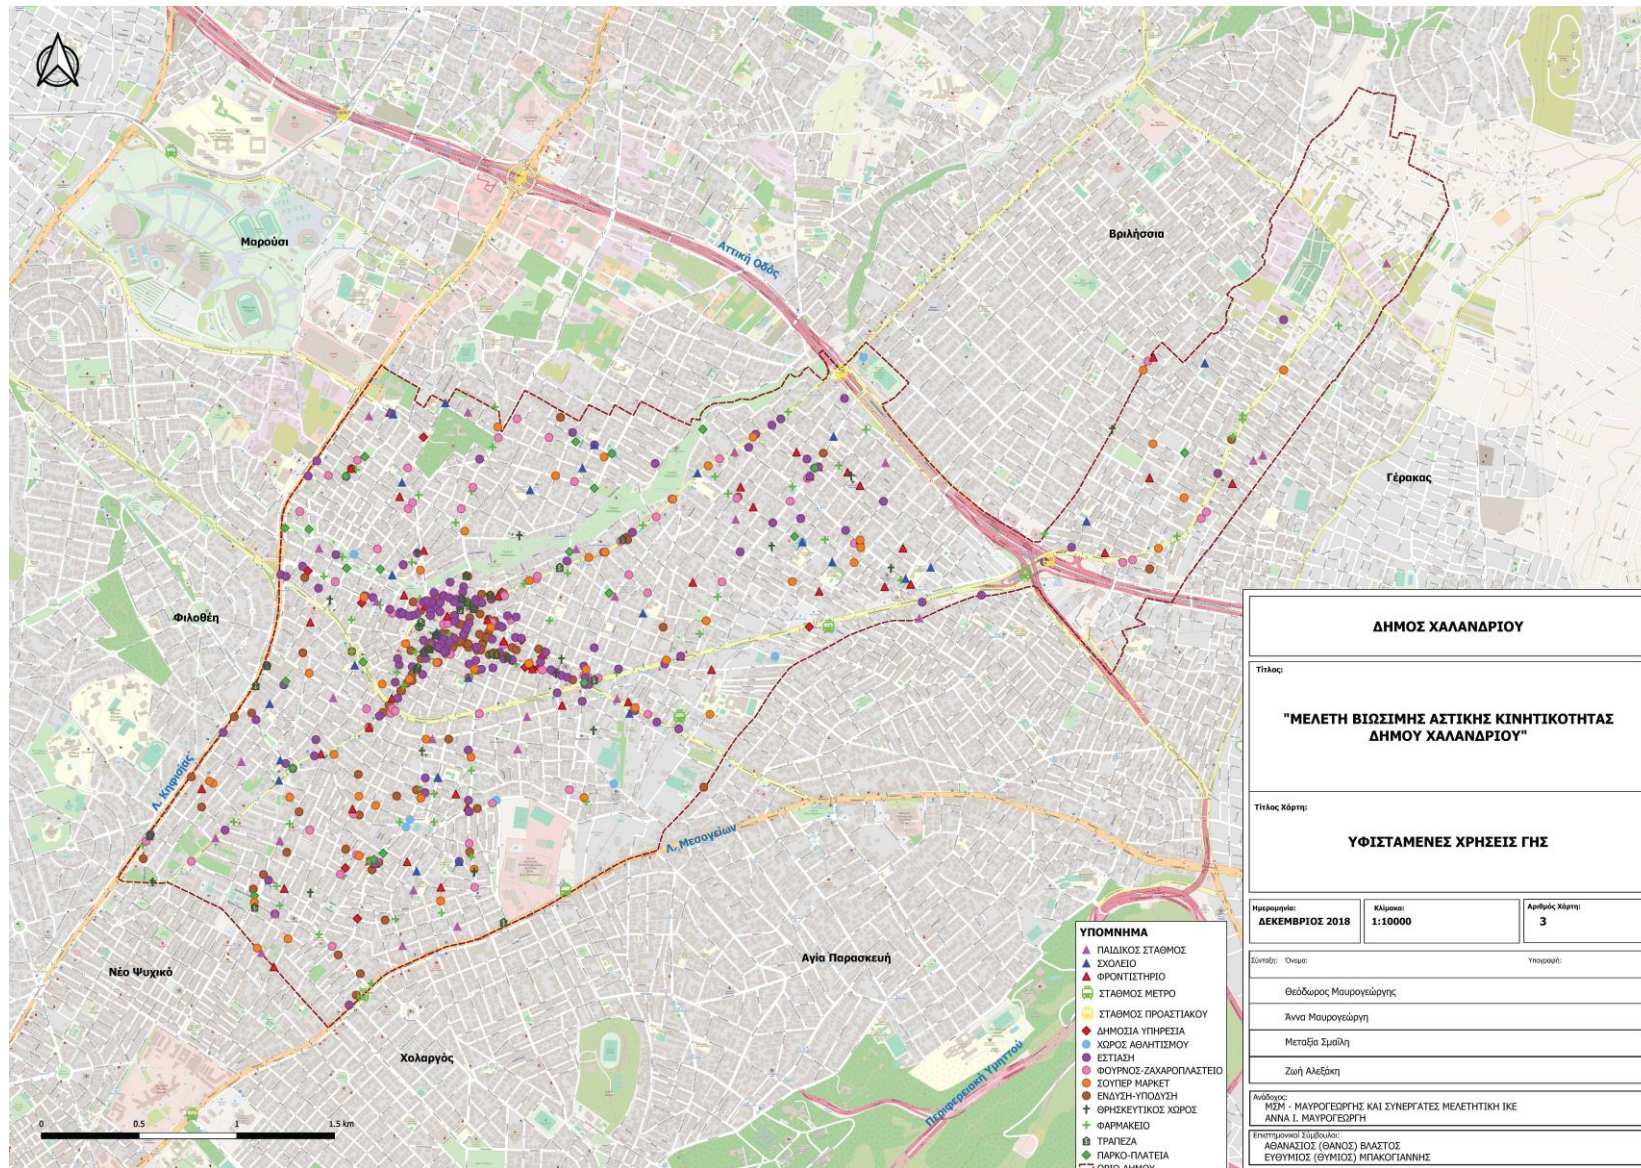 Μαρούσι
Αττική Οδός
Βριλήσσια
Γέρακας
Φιλοθέη
Λ. Κηφισίας
Λ. Μεσογείων
Νέο Ψυχικό
Αγία Παρασκευή
Χολαργός
Περιφερειακή Υμηττού
0 0.5 1 1.5 km
ΥΠΟΜΝΗΜΑ
ΠΑΙΔΙΚΟΣ ΣΤΑΘΜΟΣ
ΣΧΟΛΕΙΟ
ΦΡΟΝΤΙΣΤΗΡΙΟ
ΣΤΑΘΜΟΣ ΜΕΤΡΟ
ΣΤΑΘΜΟΣ ΠΡΟΑΣΤΙΑΚΟΥ
ΔΗΜΟΣΙΑ ΥΠΗΡΕΣΙΑ
ΧΩΡΟΣ ΑΘΛΗΤΙΣΜΟΥ
ΕΣΤΙΑΣΗ
ΦΟΥΡΝΟΣ-ΖΑΧΑΡΟΠΛΑΣΤΕΙΟ
ΣΟΥΠΕΡ ΜΑΡΚΕΤ
ΕΝΔΥΣΗ-ΥΠΟΔΥΣΗ
ΘΡΗΣΚΕΥΤΙΚΟΣ ΧΩΡΟΣ
ΦΑΡΜΑΚΕΙΟ
ΤΡΑΠΕΖΑ
ΠΑΡΚΟ-ΠΛΑΤΕΙΑ
ΟΡΙΟ ΔΗΜΟΥ
ΔΗΜΟΣ ΧΑΛΑΝΔΡΙΟΥ
Τίτλος:
"ΜΕΛΕΤΗ ΒΙΩΣΙΜΗΣ ΑΣΤΙΚΗΣ ΚΙΝΗΤΙΚΟΤΗΤΑΣ
ΔΗΜΟΥ ΧΑΛΑΝΔΡΙΟΥ"
Τίτλος Χάρτη:
ΥΦΙΣΤΑΜΕΝΕΣ ΧΡΗΣΕΙΣ ΓΗΣ
Ημερομηνία: Κλίμακα: Αριθμός Χάρτη:
ΔΕΚΕΜΒΡΙΟΣ 2018 1:10000 3
Σύνταξη: Όνομα: Υπογραφή:
Θεόδωρος Μαυρογεώργης
Άννα Μαυρογεώργη
Μεταξία Σμαΐλη
Ζωή Αλεξάκη
Ανάδοχος:
ΜΣΜ - ΜΑΥΡΟΓΕΩΡΓΗΣ ΚΑΙ ΣΥΝΕΡΓΑΤΕΣ ΜΕΛΕΤΗΤΙΚΗ ΙΚΕ
ΑΝΝΑ Ι. ΜΑΥΡΟΓΕΩΡΓΗ
Επιστημονικοί Σύμβουλοι:
ΑΘΑΝΑΣΙΟΣ (ΘΑΝΟΣ) ΒΛΑΣΤΟΣ
ΕΥΘΥΜΙΟΣ (ΘΥΜΙΟΣ) ΜΠΑΚΟΓΙΑΝΝΗΣ